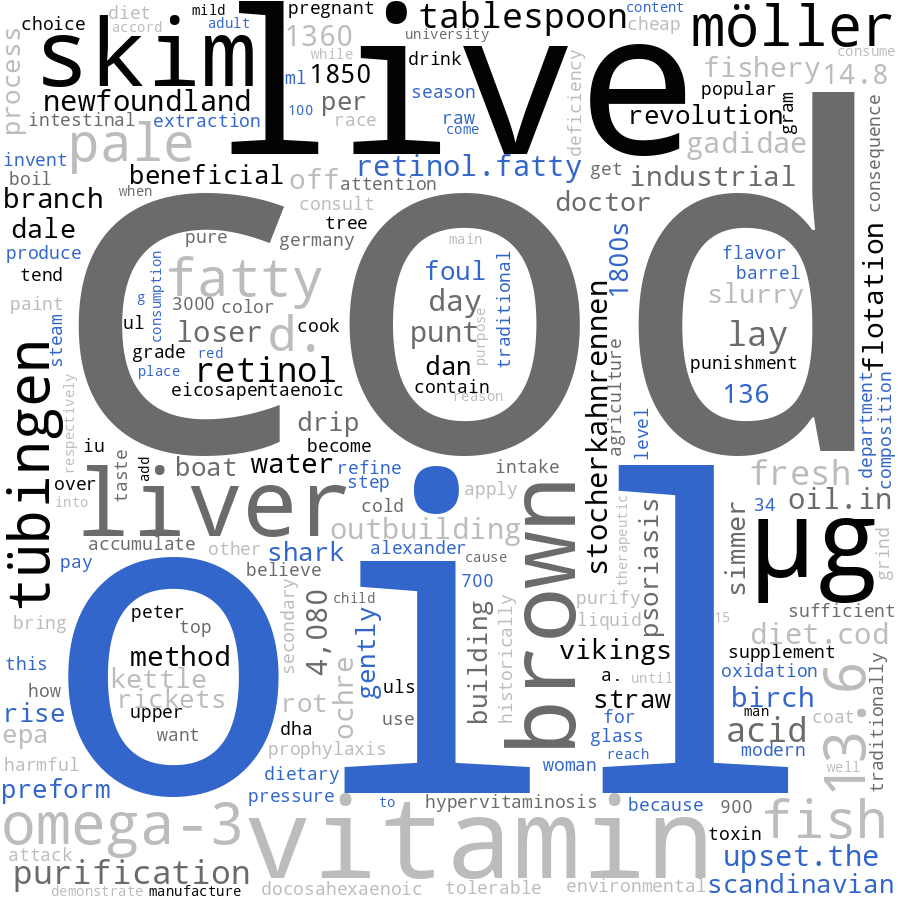 choice
diet
accord
mild
adult
pregnant
tablespoon
content
cheap
möller
skim
live
1360
while
university
ml
1850
drink
process
newfoundland
100
per
season
deficiency
fishery
14.8
consume
popular
gram
intestinal
extraction
race
raw
come
revolution
pale
gadidae
consequence
invent
boil
beneficial
off
attention
retinol.fatty
get
industrial
branch
when
consult
doctor
dale
tree
pure
germany
main
1800s
flotation
produce
tend
cod
fatty
foul
traditional
flavor
barrel
slurry
consumption
g
3000
color
day
paint
ul
loser
d.
cook
punt
purpose
lay
steam
grade
red
place
retinol
dan
punishment
eicosapentaenoic
contain
reason
stocherkahnrennen
agriculture
136
department
composition
tübingen
respectively
drip
level
iu
become
taste
add
boat
water
refine
step
intake
fresh
over
into
liver
cold
apply
34
oil.in
outbuilding
brown
therapeutic
psoriasis
simmer
µg
grind
accumulate
other
shark
alexander
cause
pay
believe
700
oil
secondary
4,080
child
gently
purify
liquid
15
sufficient
bring
peter
top
building
historically
diet.cod
method
vikings
supplement
this
kettle
rickets
uls
a.
until
oxidation
13.6
traditionally
how
upper
rot
ochre
straw
birch
man
rise
want
dha
use
for
glass
acid
coat
epa
prophylaxis
reach
modern
harmful
dietary
woman
well
preform
pressure
to
hypervitaminosis
because
900
omega-3
vitamin
toxin
fish
attack
purification
upset.the
demonstrate
manufacture
docosahexaenoic
tolerable
environmental
scandinavian